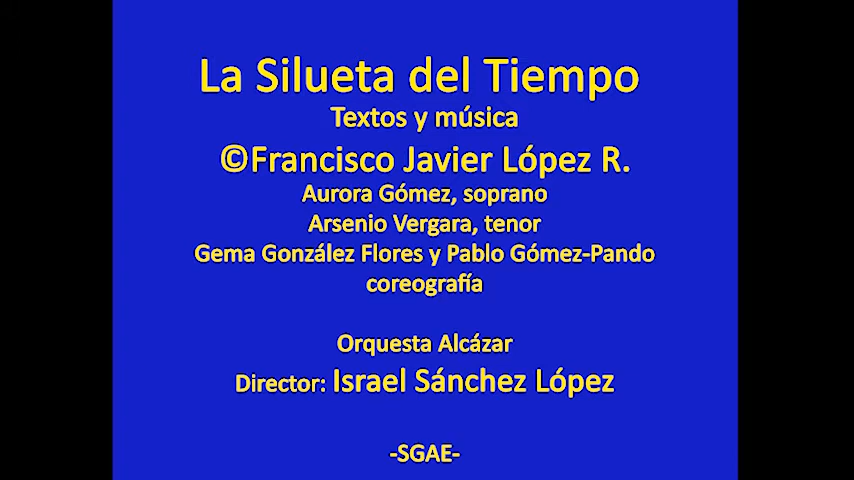 La Silueta del Tiempo
Textos y música
©Francisco Javier López R.
Aurora Gómez, soprano
Arsenio Vergara, tenor
Gema González Flores y Pablo Gómez-Pando
coreografía
Orquesta Alcázar
Director: Israel Sánchez López
-SGAE-